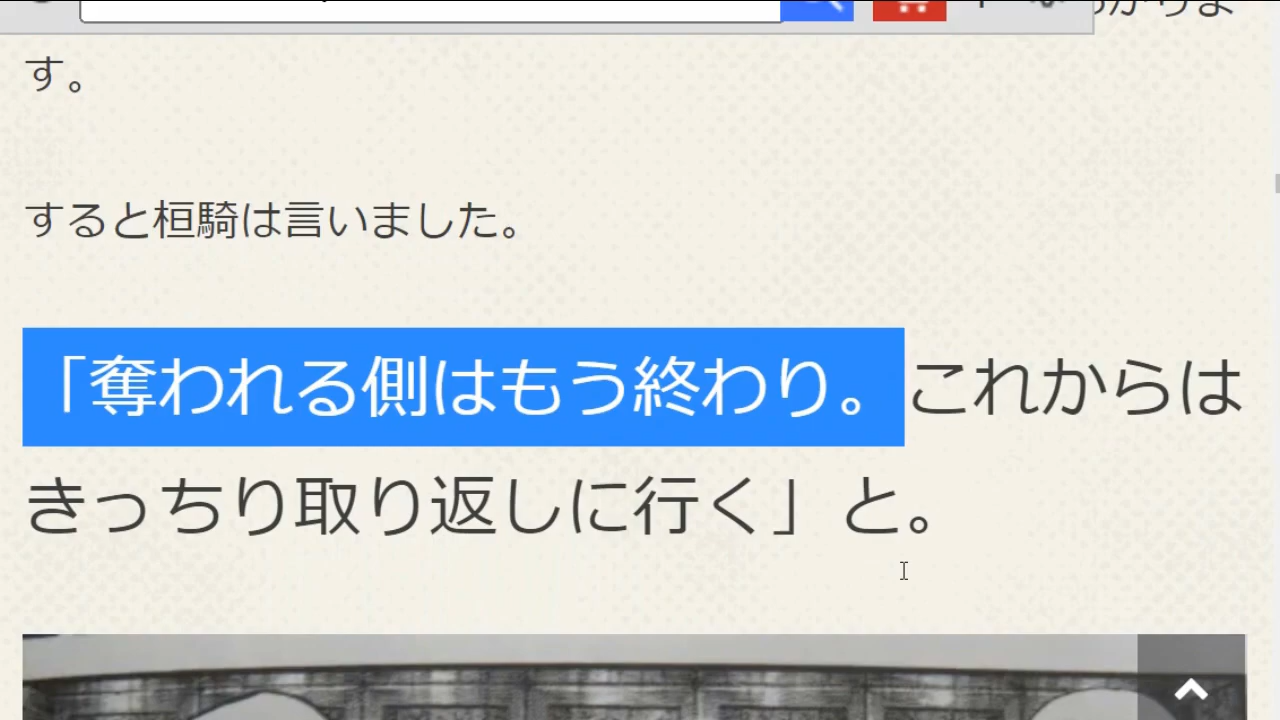 す。
すると桓騎は言いました。
「奪われる側はもう終わり。これからは
きっちり取り返しに行く」と。